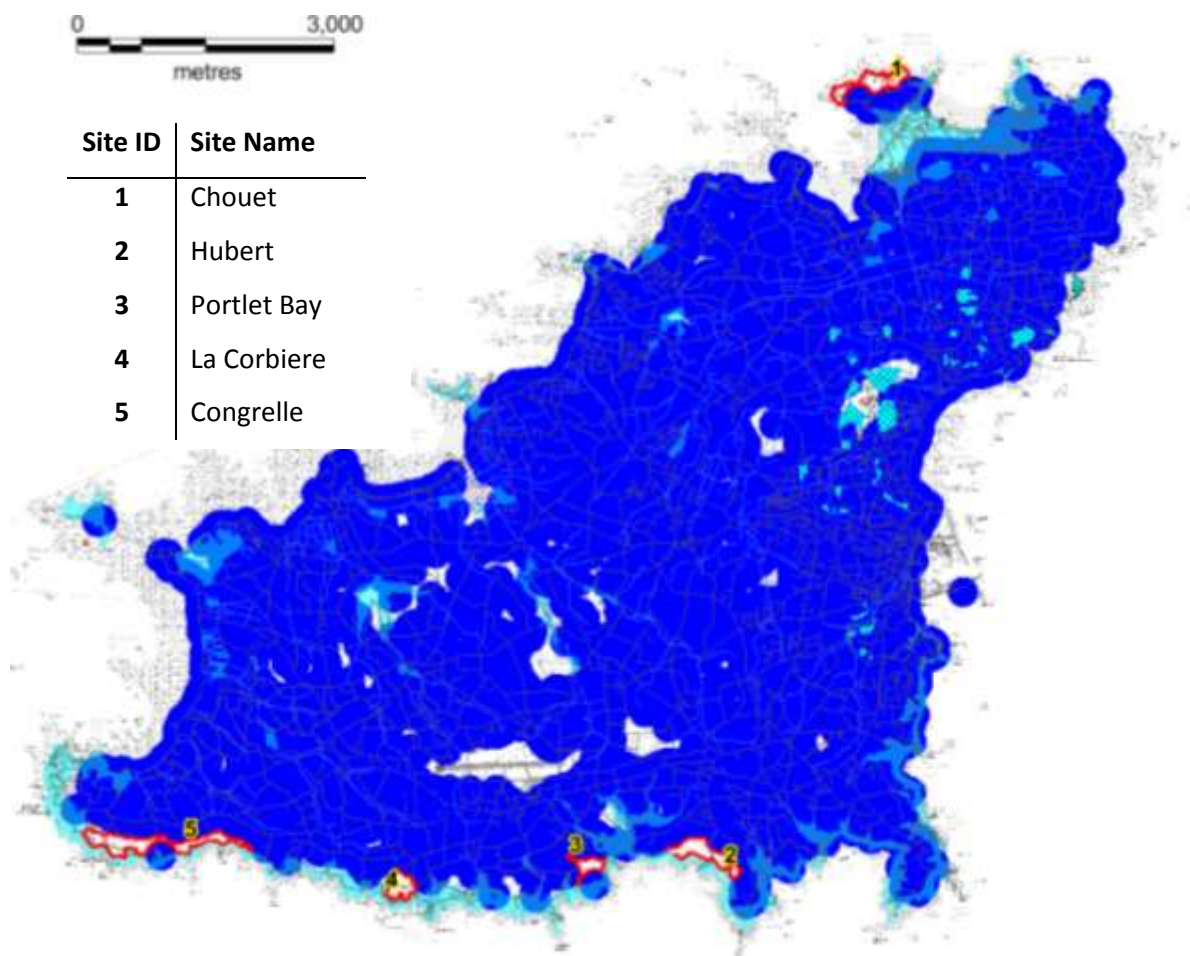 0 3,000
metres
Site ID Site Name
1 Chouet
2 Hubert
3 Portlet Bay
4 La Corbiere
5 Congrelle
1
5
3
2
4